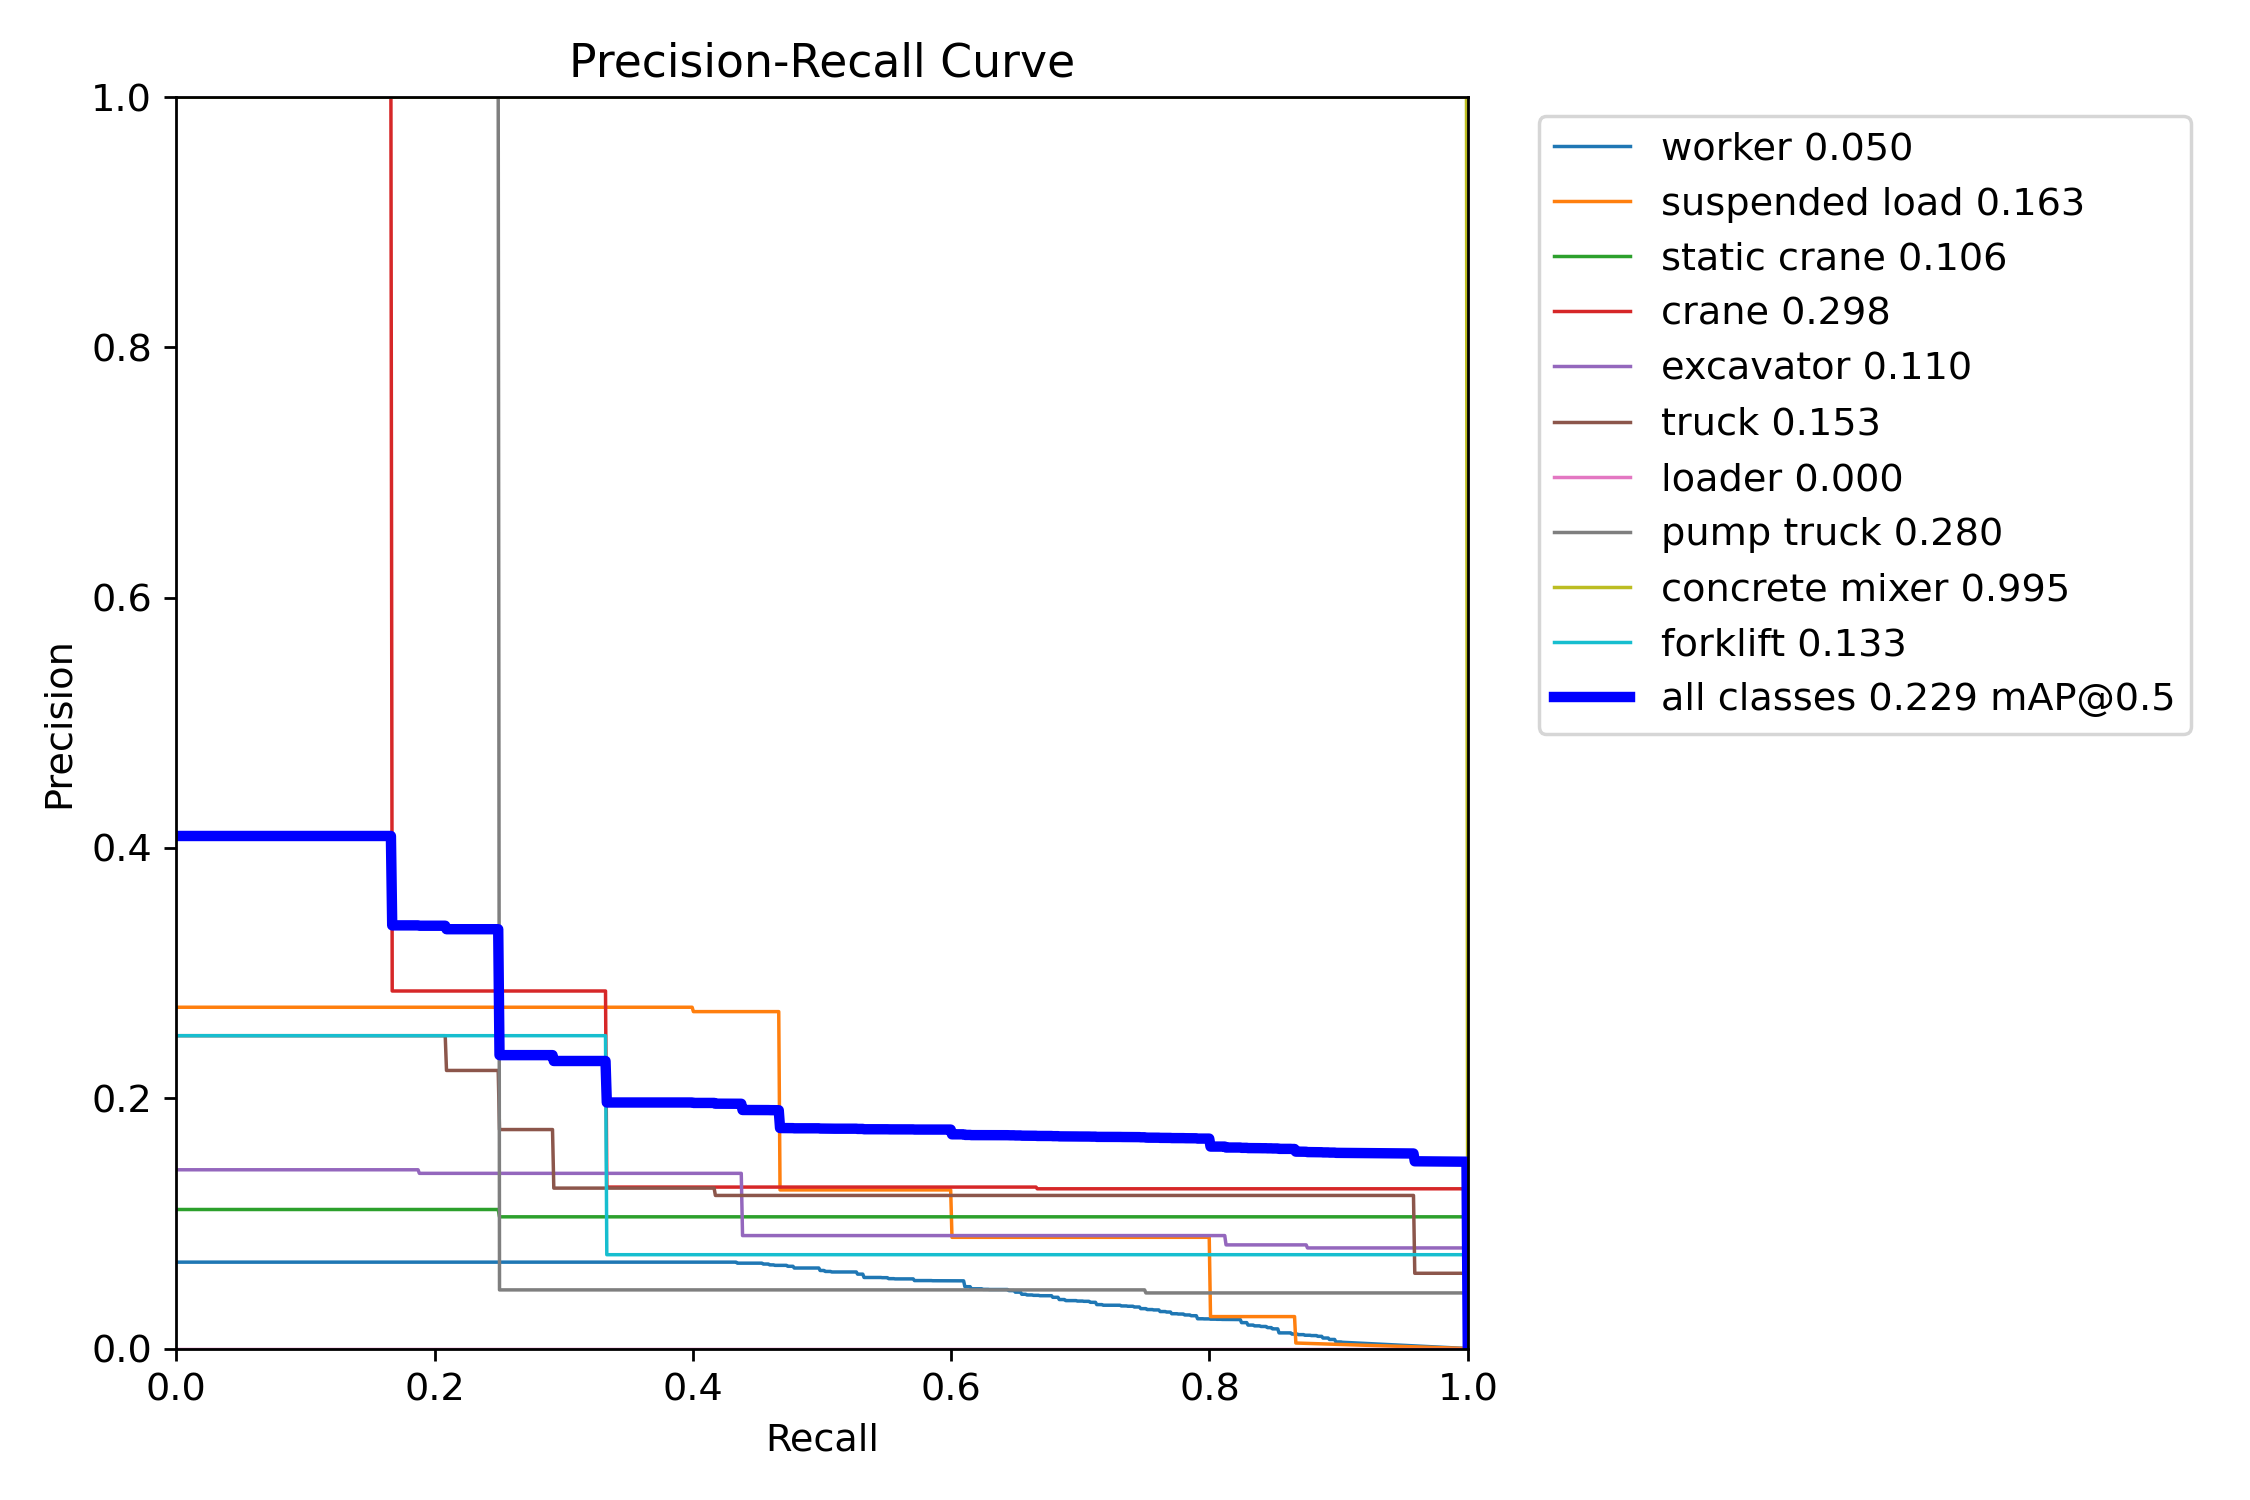 Precision-Recall Curve
1.0
0.8
0.6
0.4
0.2
0.0
Precision
0.0 0.2 0.4 0.6 0.8 1.0
Recall
worker 0.050
suspended load 0.163
static crane 0.106
crane 0.298
excavator 0.110
truck 0.153
loader 0.000
pump truck 0.280
concrete mixer 0.995
forklift 0.133
all classes 0.229 mAP@0.5